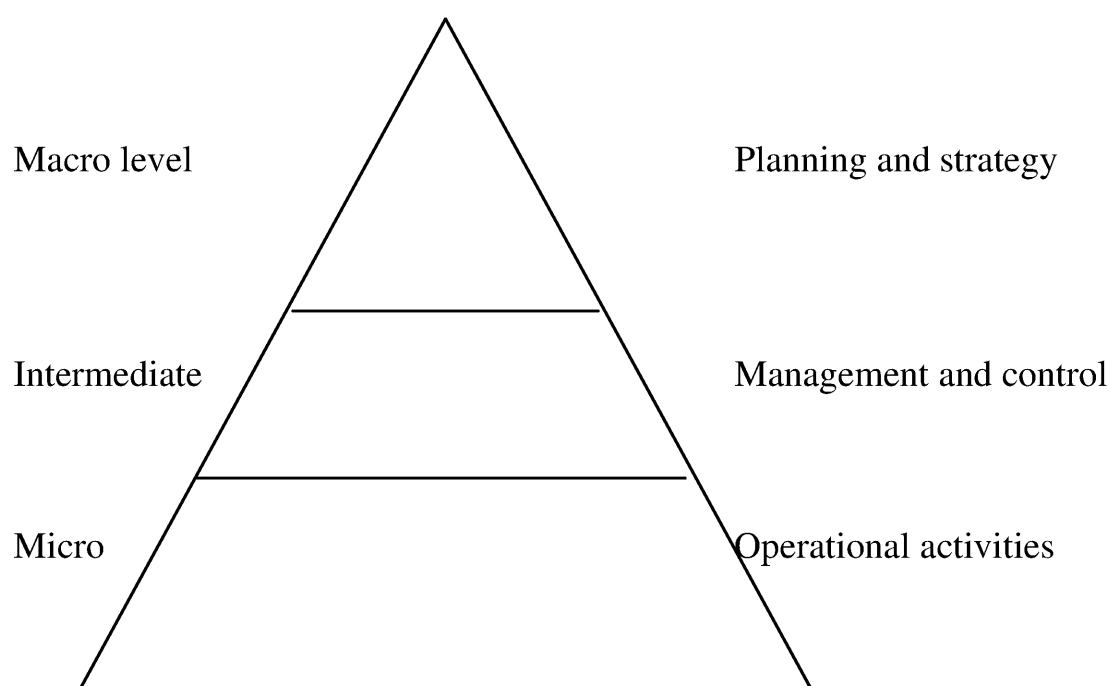 Macro level
Planning and strategy
Intermediate
Management and control
Micro
Operational activities